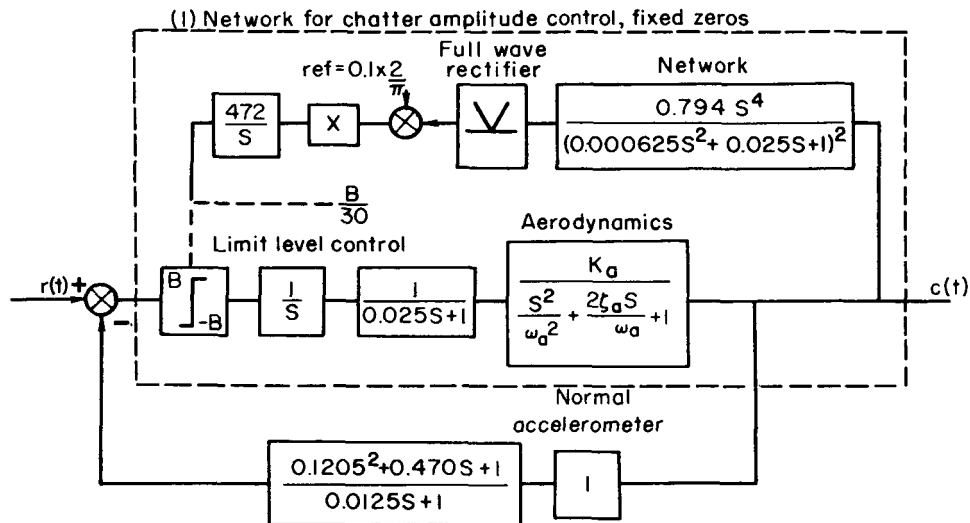 (1) Network for chatter amplitude control, fixed zeros
Full wave
rectifier
Network
ref=0.1x 2/π
472
S
X
0.794 S⁴
(0.000625S²+ 0.025S+1)²
B
30
Limit level control
Aerodynamics
r(t) +
-
B
-B
1
S
1
0.025S+1
Kₐ
S²/ωₐ² + 2ζₐS/ωₐ +1
c(t)
Normal
accelerometer
0.1205²+0.470S+1
0.0125S+1
1